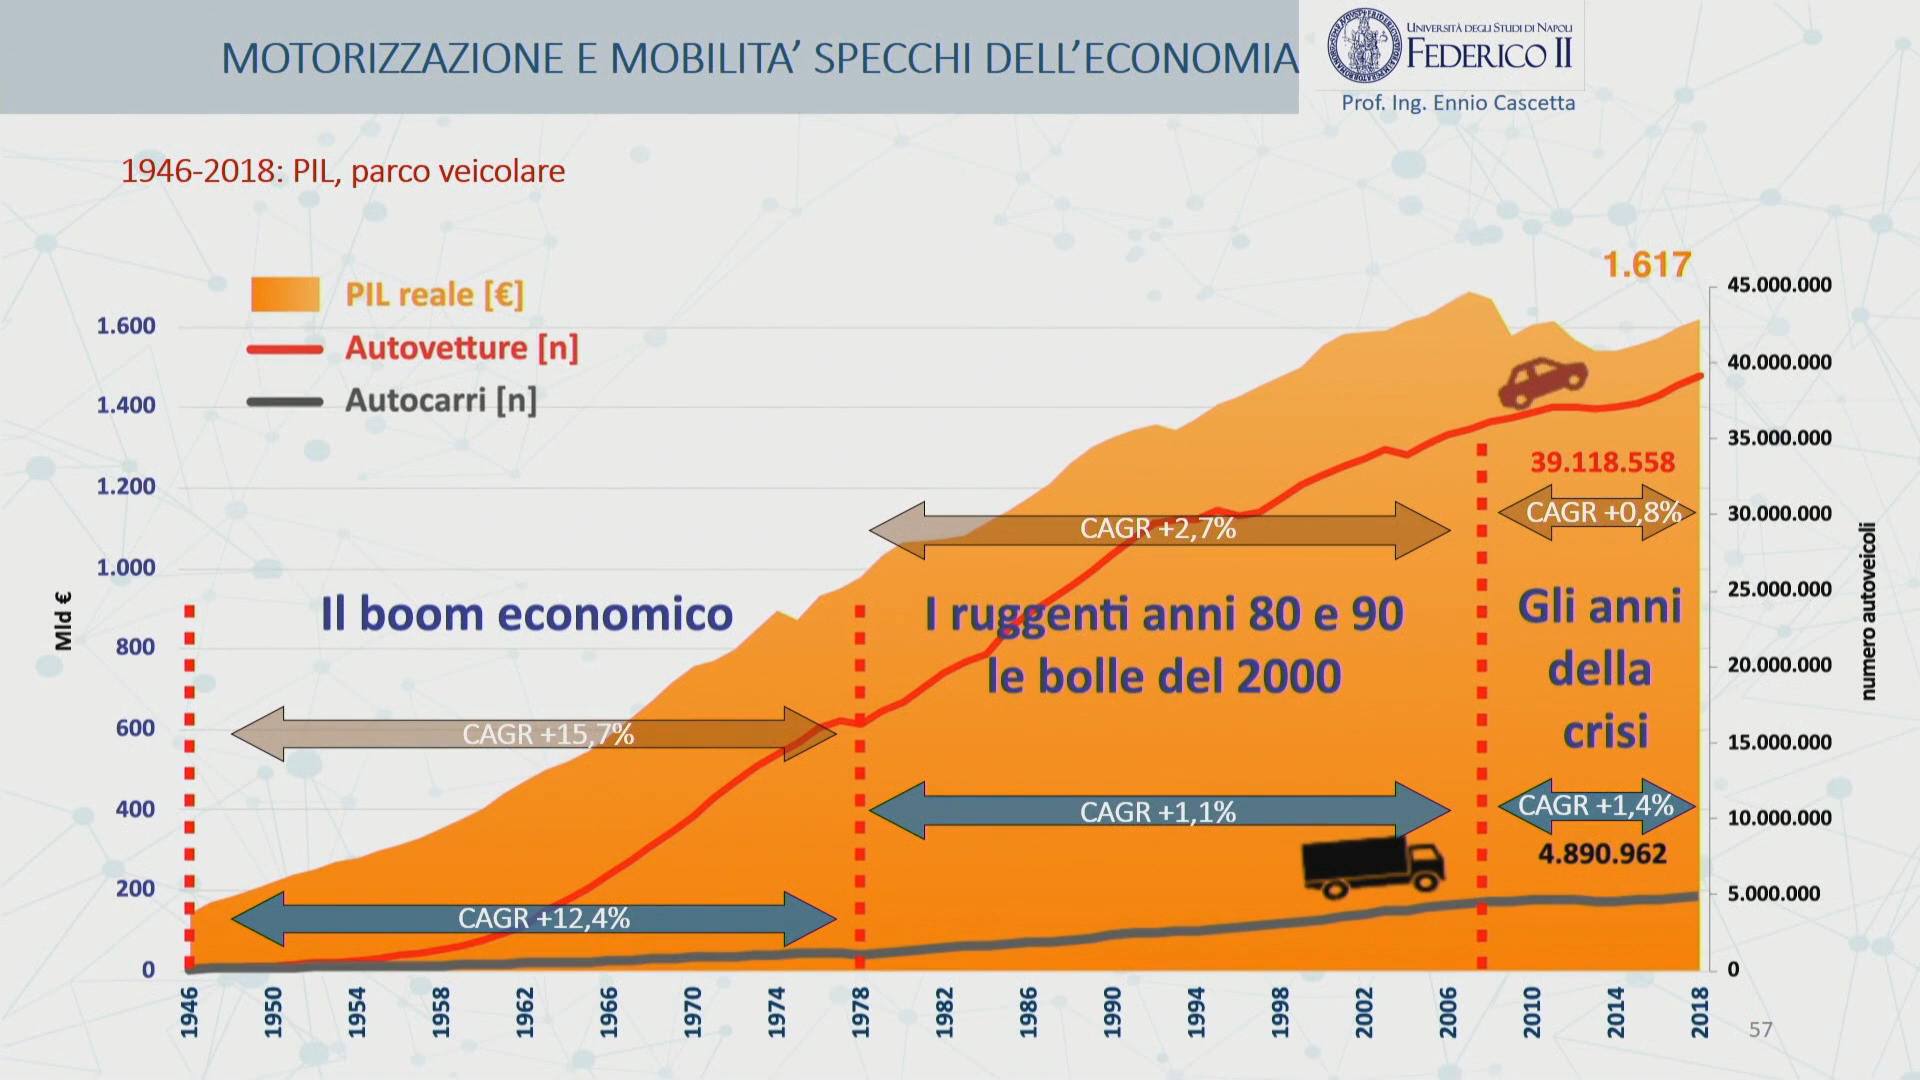 MOTORIZZAZIONE E MOBILITA’ SPECCHI DELL’ECONOMIA
UNIVERSITÀ DEGLI STUDI DI NAPOLI
FEDERICO II
Prof. Ing. Ennio Cascetta
1946-2018: PIL, parco veicolare
PIL reale [€]
Autovetture [n]
Autocarri [n]
1.617
39.118.558
CAGR +2,7%
CAGR +0,8%
Il boom economico
I ruggenti anni 80 e 90
le bolle del 2000
Gli anni
della
crisi
CAGR +15,7%
CAGR +1,1%
CAGR +1,4%
4.890.962
CAGR +12,4%
Mld €
1.600
1.400
1.200
1.000
800
600
400
200
0
45.000.000
40.000.000
35.000.000
30.000.000
25.000.000
20.000.000
15.000.000
10.000.000
5.000.000
0
numero autoveicoli
1946
1950
1954
1958
1962
1966
1970
1974
1978
1982
1986
1990
1994
1998
2002
2006
2010
2014
2018
57